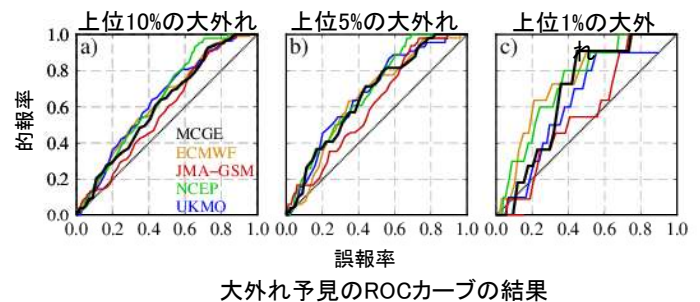 上位10%の大外れ
上位5%の大外れ
上位1%の大外れ
a)
b)
c)
的報率
1.0
0.8
0.6
0.4
0.2
0.0
MCGE
ECMWF
JMA-GSM
NCEP
UKMO
0.0 0.2 0.4 0.6 0.8 1.0
0.2 0.4 0.6 0.8 1.0
0.2 0.4 0.6 0.8 1.0
誤報率
大外れ予見のROCカーブの結果